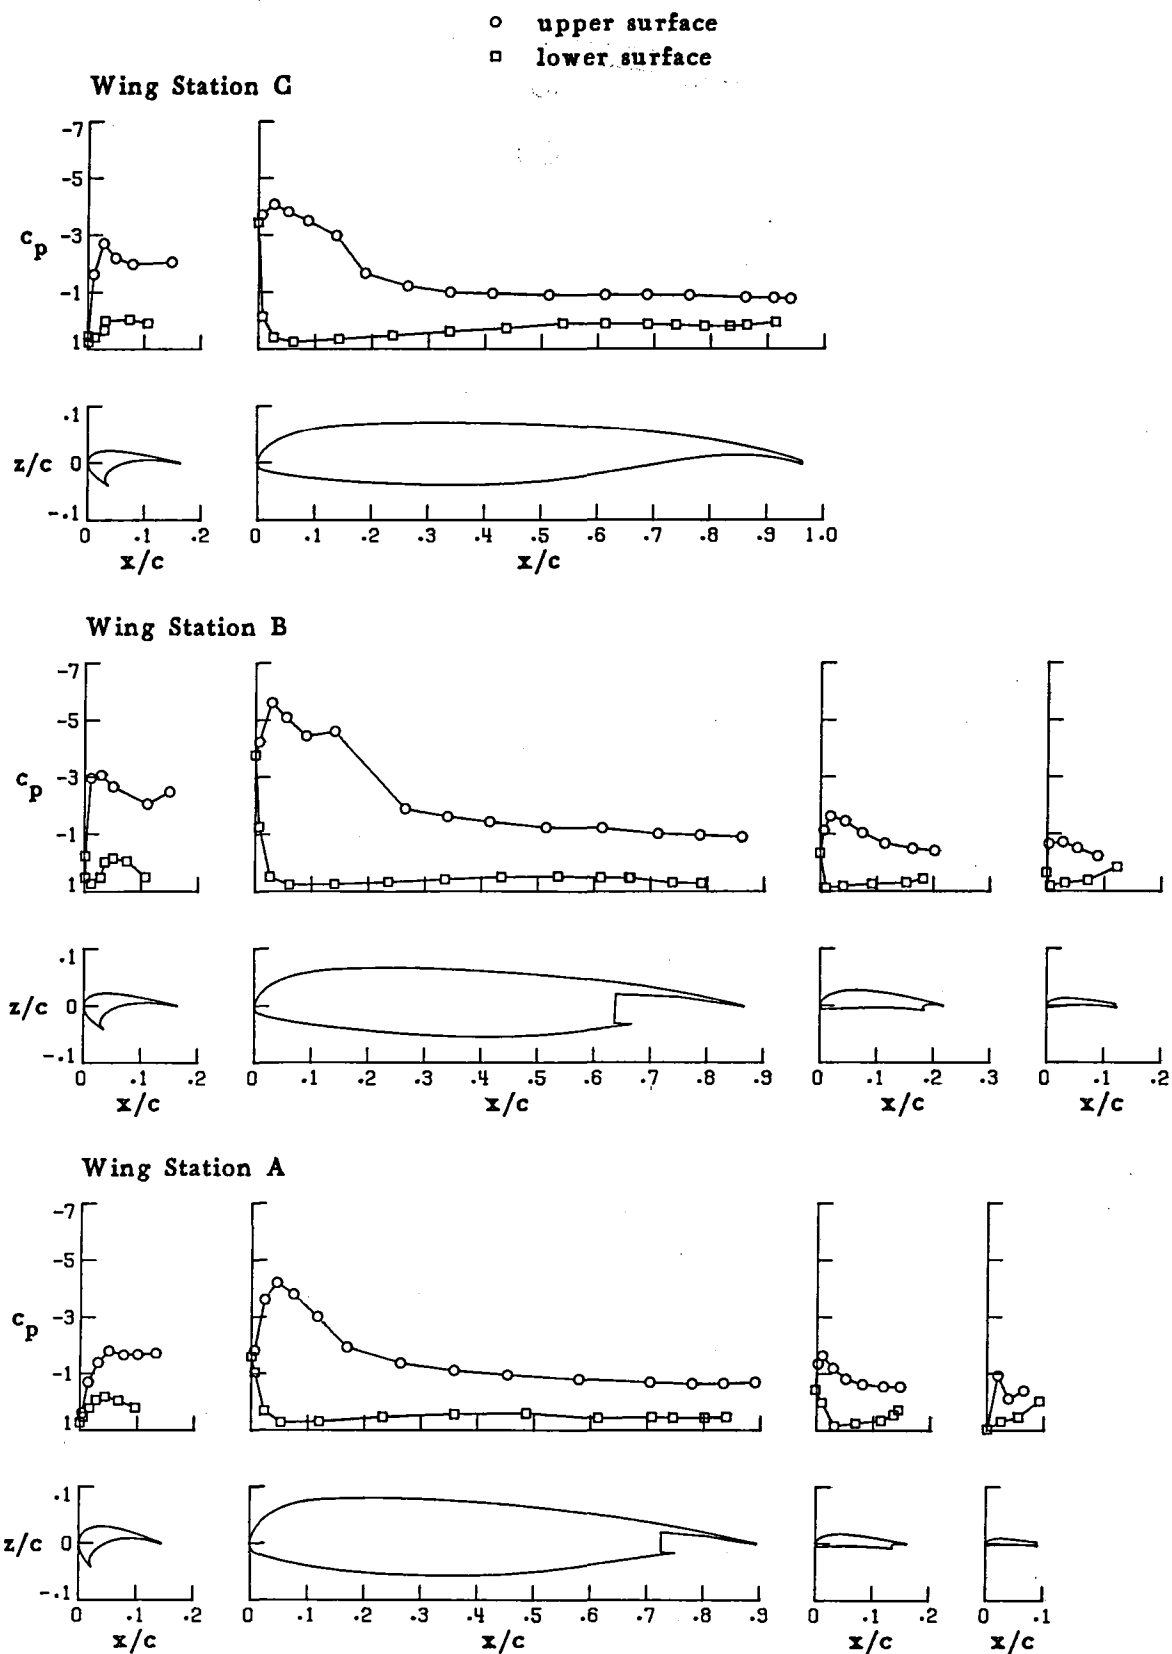 upper surface
lower surface
Wing Station C
-7
-5
-3
-1
1
c_p
.1
0
-.1
z/c
0 .1 .2
x/c
0 .1 .2 .3 .4 .5 .6 .7 .8 .9 1.0
x/c
Wing Station B
-7
-5
-3
-1
1
c_p
.1
0
-.1
z/c
0 .1 .2
x/c
0 .1 .2 .3 .4 .5 .6 .7 .8 .9
x/c
0 .1 .2 .3
x/c
0 .1 .2
x/c
Wing Station A
-7
-5
-3
-1
1
c_p
.1
0
-.1
z/c
0 .1 .2
x/c
0 .1 .2 .3 .4 .5 .6 .7 .8 .9
x/c
0 .1 .2
x/c
0 .1
x/c